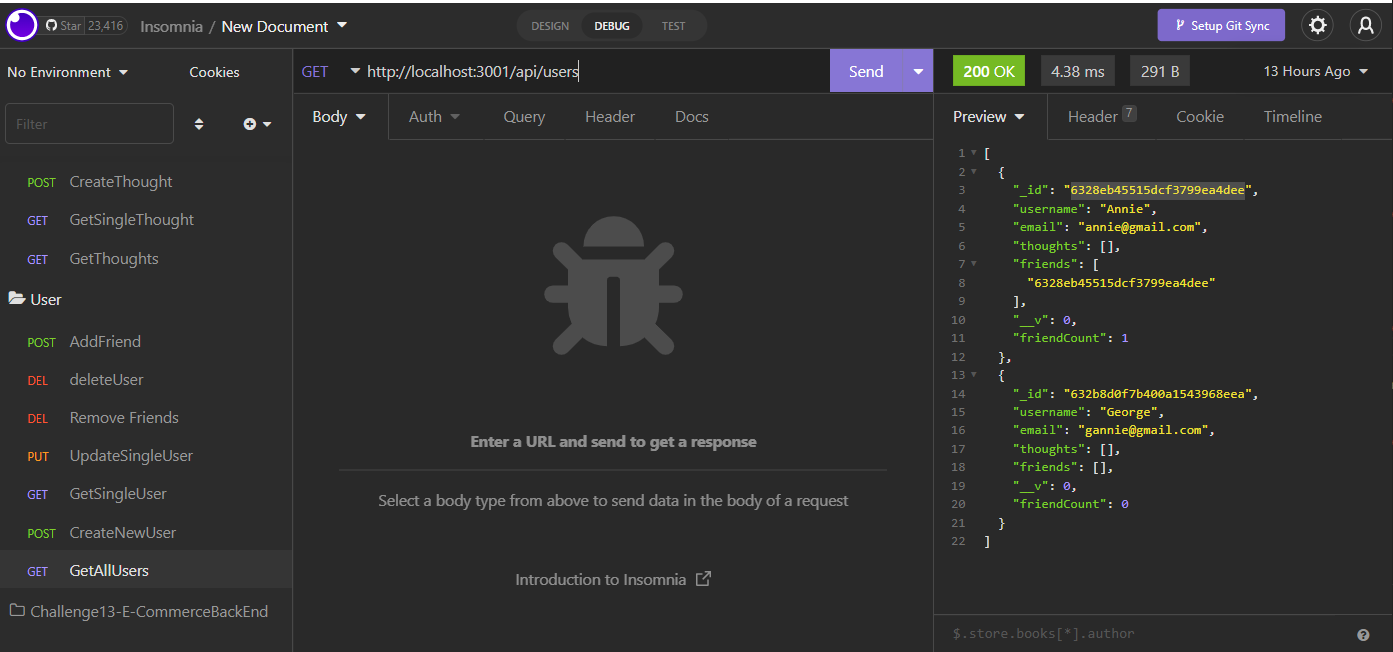 Star 23,416 Insomnia / New Document DESIGN DEBUG TEST Setup Git Sync
No Environment Cookies
Filter
POST CreateThought
GET GetSingleThought
GET GetThoughts
User
POST AddFriend
DEL deleteUser
DEL Remove Friends
PUT UpdateSingleUser
GET GetSingleUser
POST CreateNewUser
GET GetAllUsers
Challenge13-E-CommerceBackEnd
GET http://localhost:3001/api/users Send
Body Auth Query Header Docs
Enter a URL and send to get a response
Select a body type from above to send data in the body of a request
Introduction to Insomnia
200 OK 4.38 ms 291 B 13 Hours Ago
Preview Header 7 Cookie Timeline
1 [
2 {
3 "_id": "6328eb45515dcf3799ea4dee",
4 "username": "Annie",
5 "email": "annie@gmail.com",
6 "thoughts": [],
7 "friends": [
8 "6328eb45515dcf3799ea4dee"
9 ],
10 "__v": 0,
11 "friendCount": 1
12 },
13 {
14 "_id": "632b8d0f7b400a1543968eea",
15 "username": "George",
16 "email": "gannie@gmail.com",
17 "thoughts": [],
18 "friends": [],
19 "__v": 0,
20 "friendCount": 0
21 }
22 ]
$.store.books[*].author ?